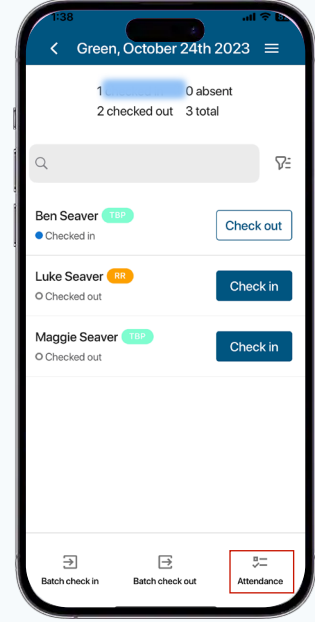 1:38
Green, October 24th 2023
1 0 absent
2 checked out 3 total
Ben Seaver TBP
Check out
Checked in
Luke Seaver RR
Check in
Checked out
Maggie Seaver TBP
Check in
Checked out
Batch check in Batch check out Attendance